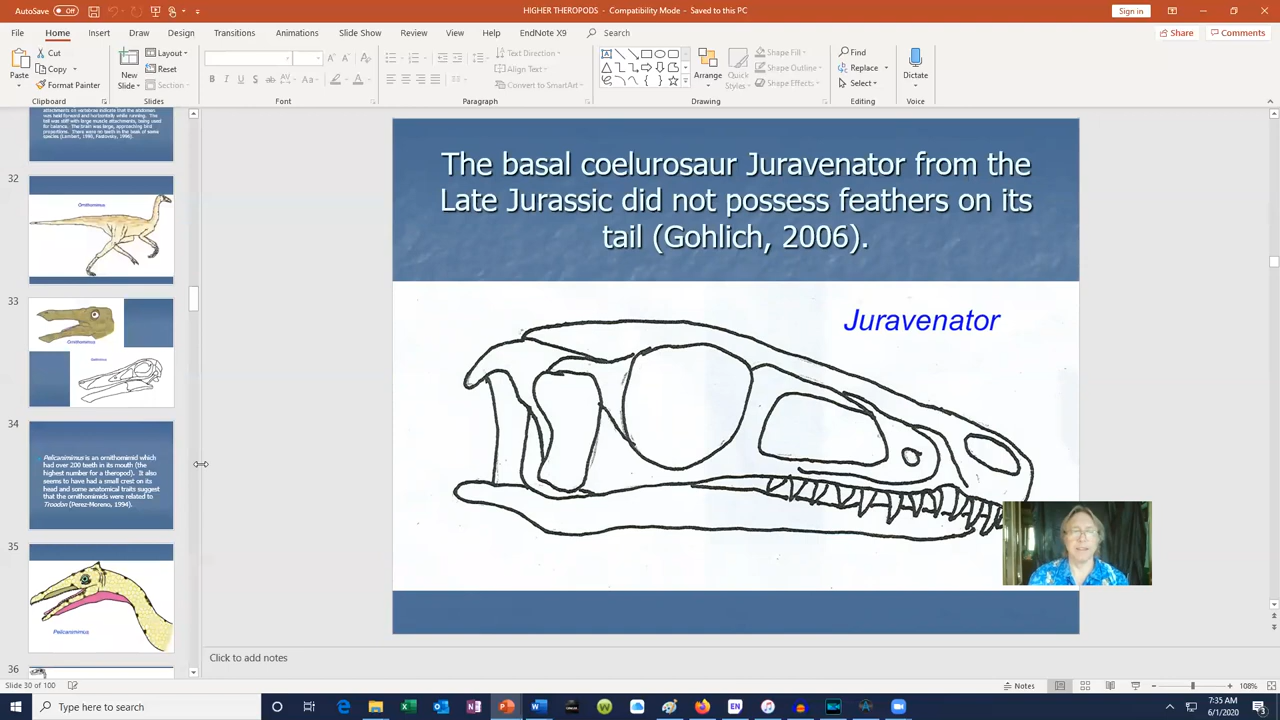 AutoSave Off
HIGHER THEROPODS - Compatibility Mode - Saved to this PC
Sign in
File Home Insert Draw Design Transitions Animations Slide Show Review View Help EndNote X9 Search
Share Comments
Paste
Cut
Copy
Format Painter
Clipboard
New
Slide
Layout
Reset
Section
Slides
Font
Text Direction
Align Text
Convert to SmartArt
Paragraph
Arrange
Quick
Styles
Shape Fill
Shape Outline
Shape Effects
Drawing
Find
Replace
Select
Editing
Dictate
Voice
32
Ornithomimus
33
Ornithomimus
34
Pelicanimimus is an ornithomimid which
had over 200 teeth in its mouth (the
highest number for a theropod). It also
seems to have had a small crest on its
head and some anatomical traits suggest
that the ornithomimids were related to
Troodon (Perez-Moreno, 1994).
35
Pelicanimimus
36
The basal coelurosaur Juravenator from the
Late Jurassic did not possess feathers on its
tail (Gohlich, 2006).
Juravenator
Click to add notes
Slide 30 of 100
Notes
108%
Type here to search
7:35 AM
6/1/2020